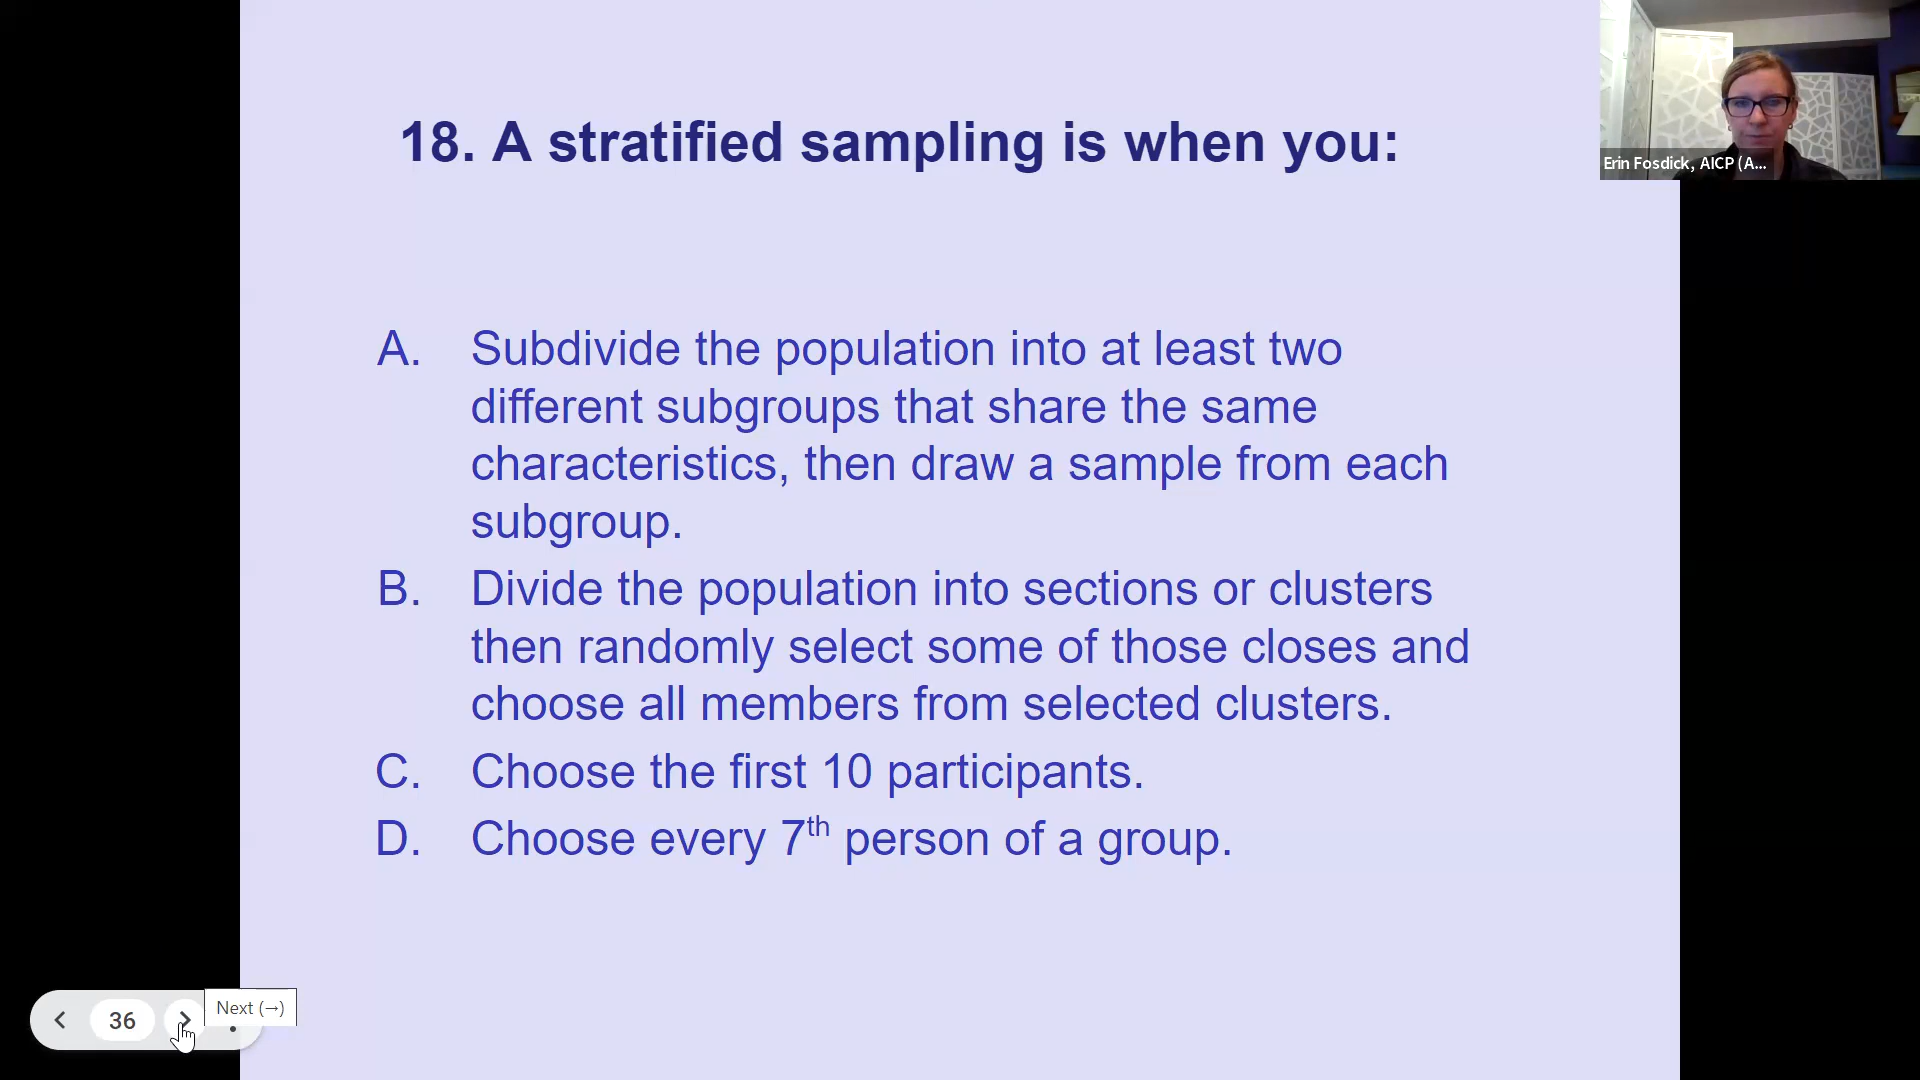 18. A stratified sampling is when you:
Erin Fosdick, AICP (A...
A. Subdivide the population into at least two
different subgroups that share the same
characteristics, then draw a sample from each
subgroup.
B. Divide the population into sections or clusters
then randomly select some of those closes and
choose all members from selected clusters.
C. Choose the first 10 participants.
D. Choose every 7th person of a group.
Next (→)
36